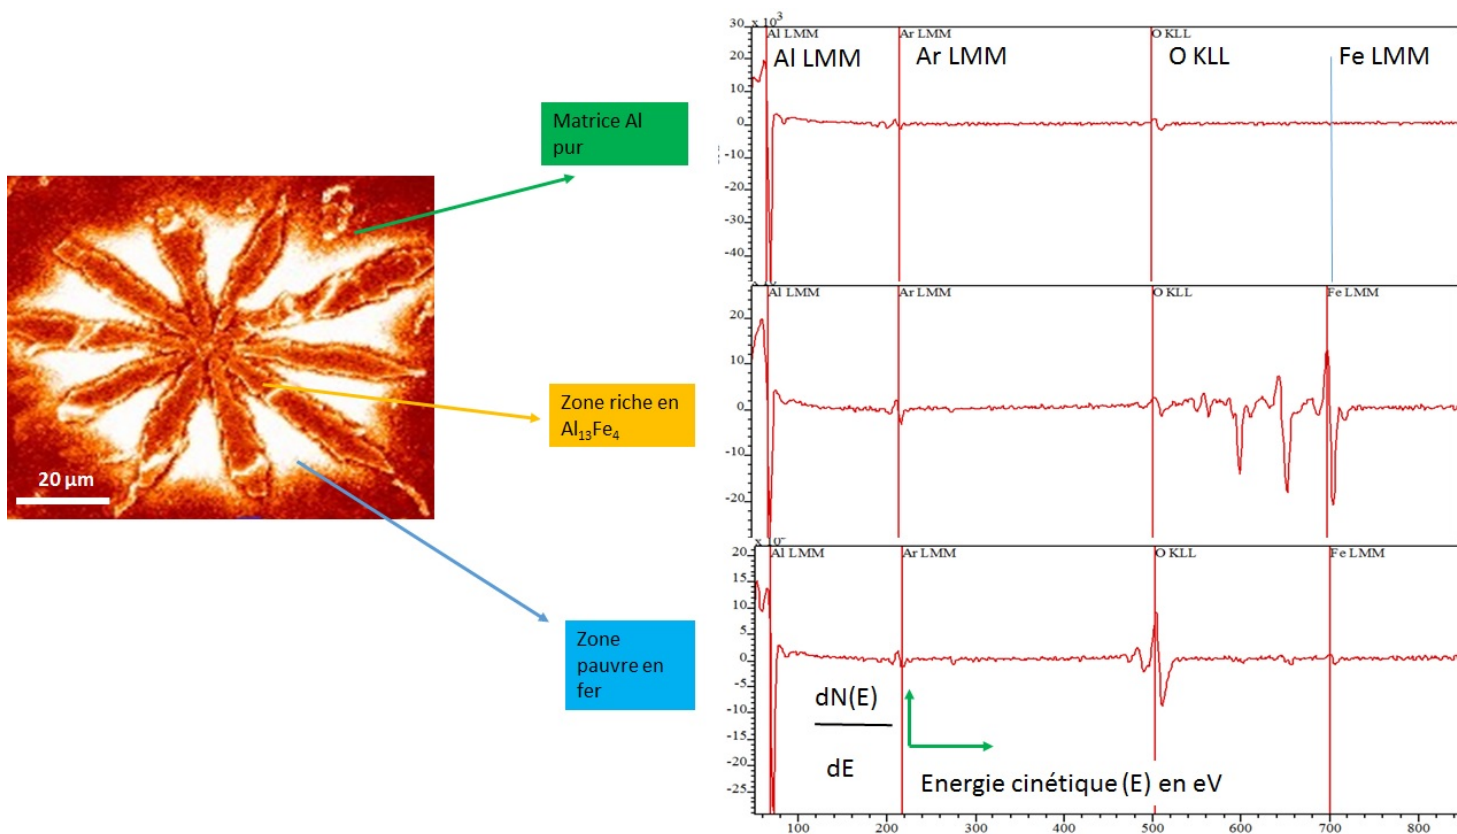 Matrice Al
pur
Zone riche en
Al₁₃Fe₄
20 µm
Zone
pauvre en
fer
30 x 10³
Al LMM
Ar LMM
O KLL
Al LMM
Ar LMM
O KLL
Fe LMM
20
10
0
-10
-20
-30
-40
Al LMM
Ar LMM
O KLL
Fe LMM
20
10
0
-10
-20
x 10
Al LMM
Ar LMM
O KLL
Fe LMM
20
15
10
5
0
-5
-10
-15
-20
-25
dN(E)
dE
Energie cinétique (E) en eV
100 200 300 400 500 600 700 800